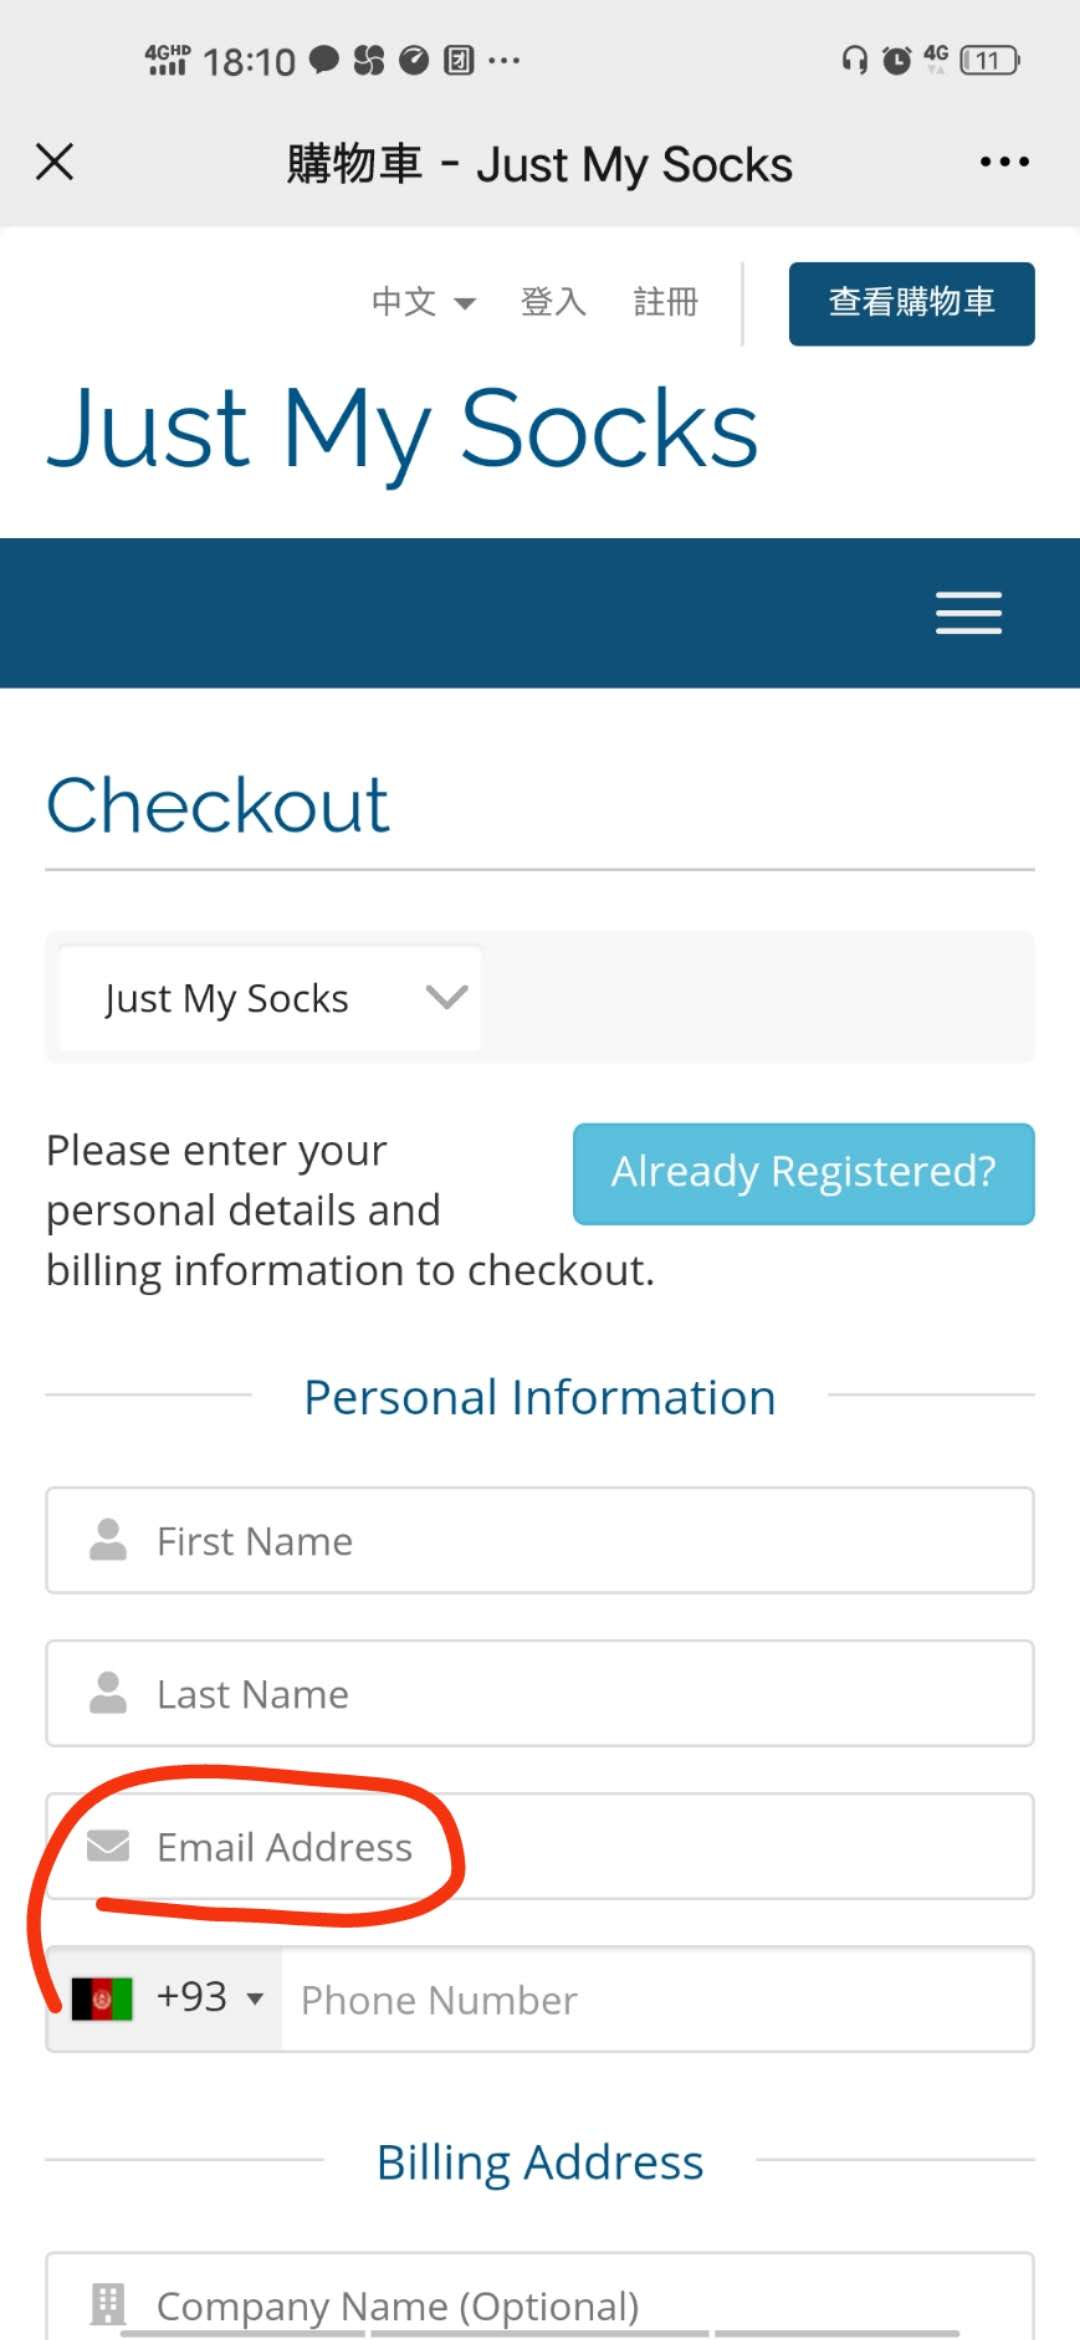 4GHD 18:10 ... 4G 11
購物車 - Just My Socks
中文 登入 註冊 查看購物車
Just My Socks
Checkout
Just My Socks
Please enter your
personal details and
billing information to checkout.
Already Registered?
Personal Information
First Name
Last Name
Email Address
+93 Phone Number
Billing Address
Company Name (Optional)